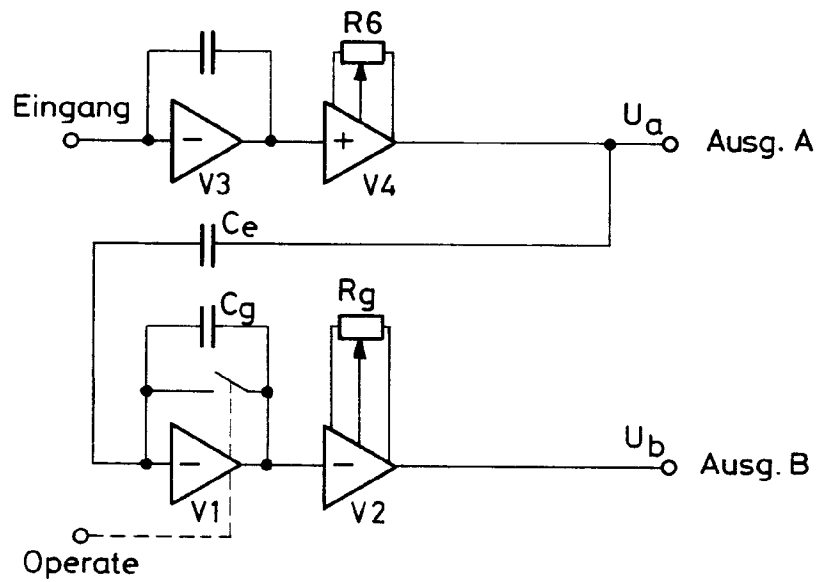 R6
Eingang
Ua
Ausg. A
−
+
V3
V4
Ce
Cg
Rg
Ub
−
−
Ausg. B
V1
V2
Operate